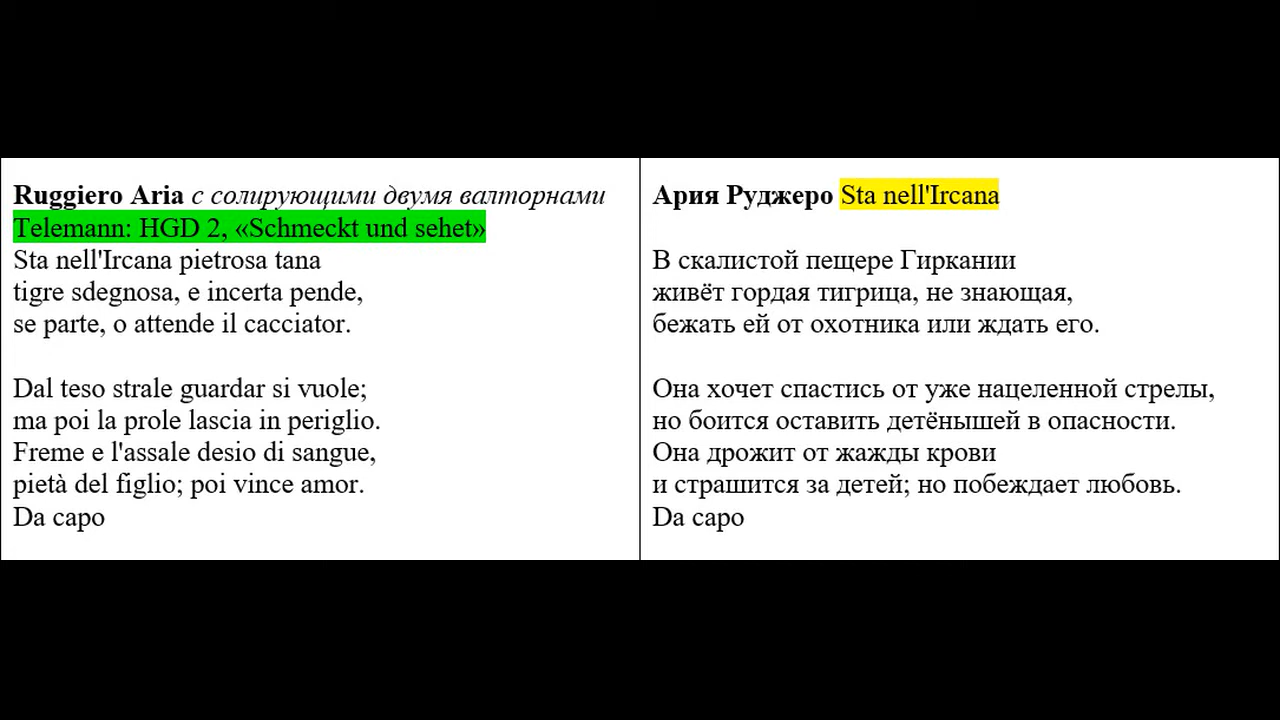 Ruggiero Aria с солирующими двумя валторнами
Telemann: HGD 2, «Schmeckt und sehet»
Sta nell'Ircana pietrosa tana
tigre sdegnosa, e incerta pende,
se parte, o attende il cacciator.
Dal teso strale guardar si vuole;
ma poi la prole lascia in periglio.
Freme e l'assale desio di sangue,
pietà del figlio; poi vince amor.
Da capo
Ария Руджеро Sta nell'Ircana
В скалистой пещере Гиркании
живёт гордая тигрица, не знающая,
бежать ей от охотника или ждать его.
Она хочет спастись от уже нацеленной стрелы,
но боится оставить детёнышей в опасности.
Она дрожит от жажды крови
и страшится за детей; но побеждает любовь.
Da capo